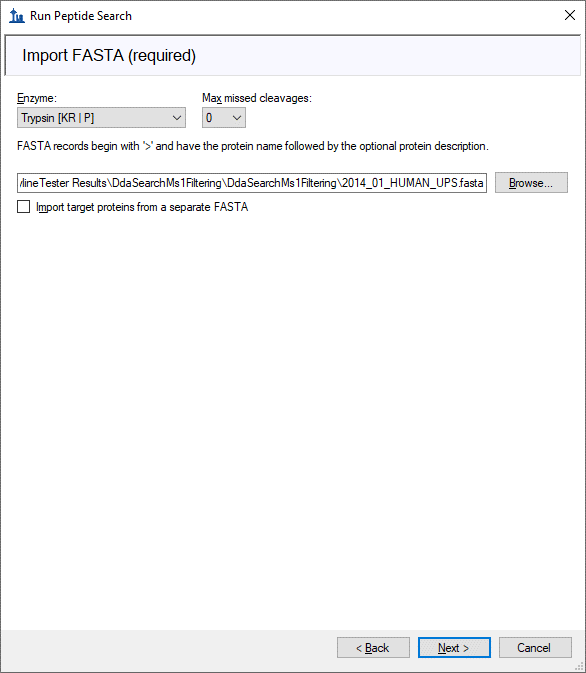 Run Peptide Search
Import FASTA (required)
Enzyme: Max missed cleavages:
Trypsin [KR | P] 0
FASTA records begin with '>' and have the protein name followed by the optional protein description.
lineTester Results\DdaSearchMs1Filtering\DdaSearchMs1Filtering\2014_01_HUMAN_UPS.fasta Browse...
Import target proteins from a separate FASTA
< Back Next > Cancel